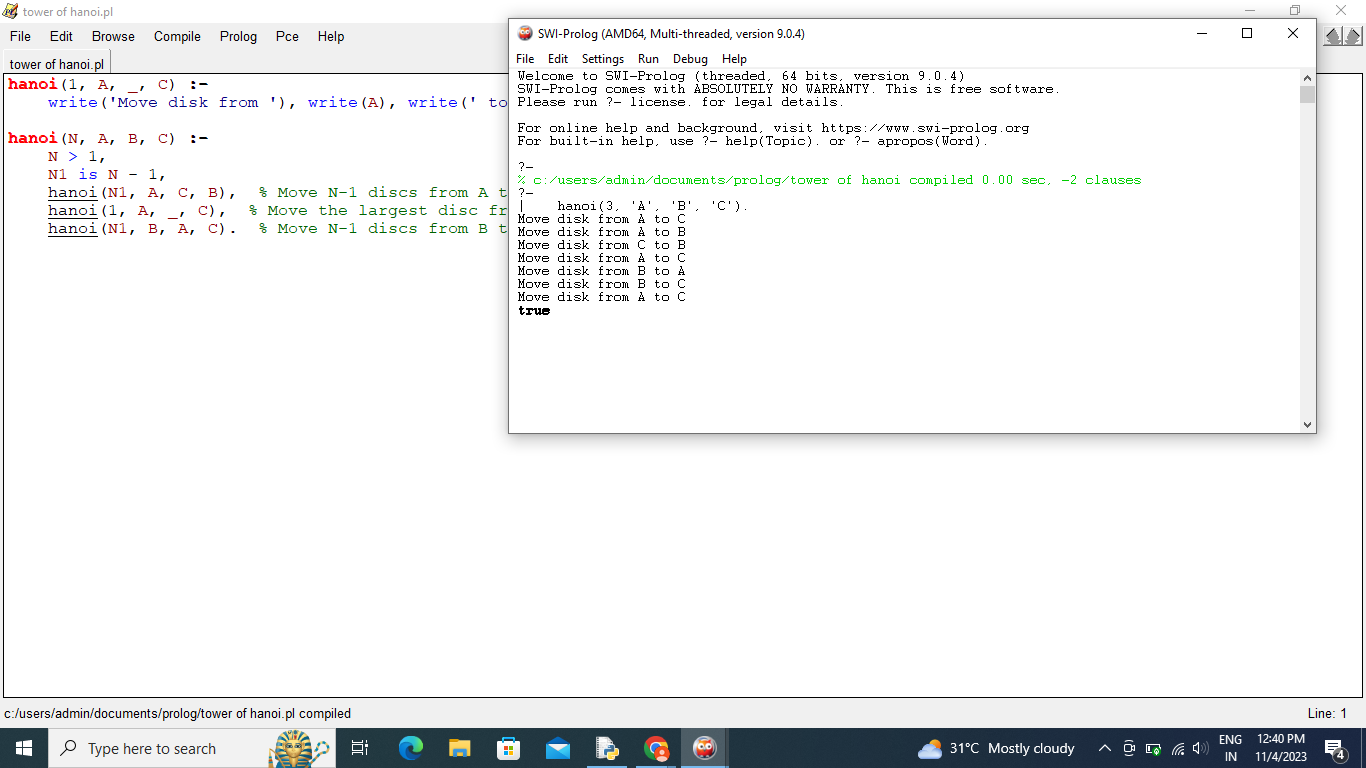 tower of hanoi.pl
File Edit Browse Compile Prolog Pce Help
tower of hanoi.pl
hanoi(1, A, _, C) :-
write('Move disk from '), write(A), write(' to
hanoi(N, A, B, C) :-
N > 1,
N1 is N - 1,
hanoi(N1, A, C, B), % Move N-1 discs from A t
hanoi(1, A, _, C), % Move the largest disc fr
hanoi(N1, B, A, C). % Move N-1 discs from B t
SWI-Prolog (AMD64, Multi-threaded, version 9.0.4)
File Edit Settings Run Debug Help
Welcome to SWI-Prolog (threaded, 64 bits, version 9.0.4)
SWI-Prolog comes with ABSOLUTELY NO WARRANTY. This is free software.
Please run ?- license. for legal details.
For online help and background, visit https://www.swi-prolog.org
For built-in help, use ?- help(Topic). or ?- apropos(Word).
?-
% c:/users/admin/documents/prolog/tower of hanoi compiled 0.00 sec, -2 clauses
?-
| hanoi(3, 'A', 'B', 'C').
Move disk from A to C
Move disk from A to B
Move disk from C to B
Move disk from A to C
Move disk from B to A
Move disk from B to C
Move disk from A to C
true
c:/users/admin/documents/prolog/tower of hanoi.pl compiled
Line: 1
Type here to search
31°C Mostly cloudy
ENG
IN
12:40 PM
11/4/2023
4